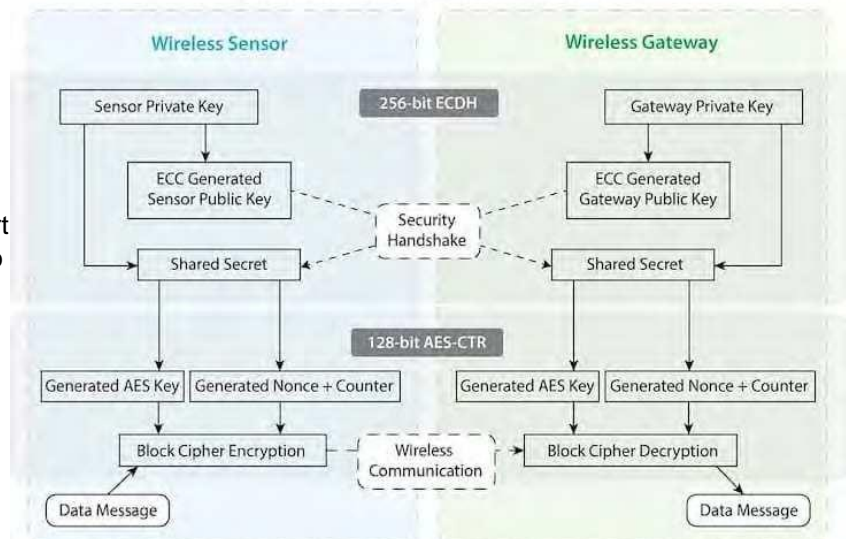 Wireless Sensor
Wireless Gateway
256-bit ECDH
Sensor Private Key
Gateway Private Key
ECC Generated
Sensor Public Key
ECC Generated
Gateway Public Key
Security
Handshake
Shared Secret
Shared Secret
128-bit AES-CTR
Generated AES Key
Generated Nonce + Counter
Generated AES Key
Generated Nonce + Counter
Block Cipher Encryption
Wireless
Communication
Block Cipher Decryption
Data Message
Data Message